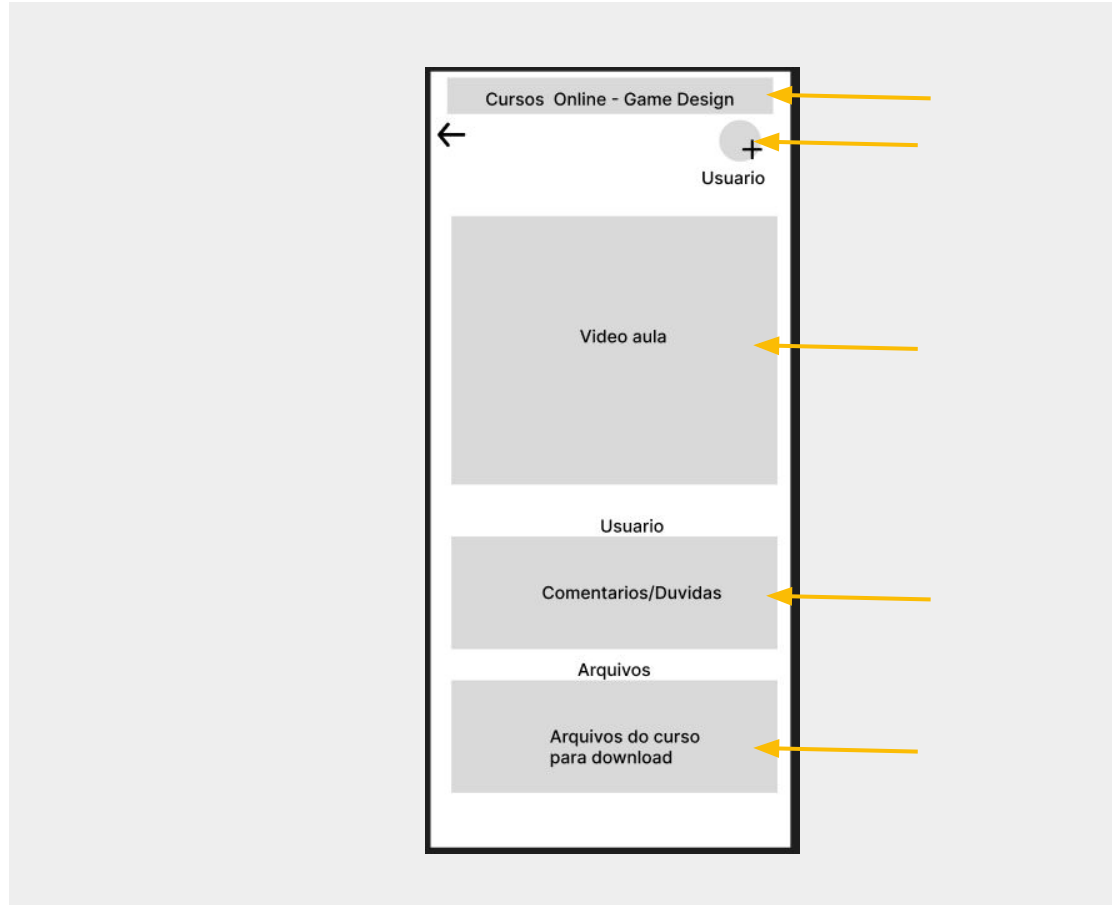 Cursos Online - Game Design
Usuario
Video aula
Usuario
Comentarios/Duvidas
Arquivos
Arquivos do curso
para download